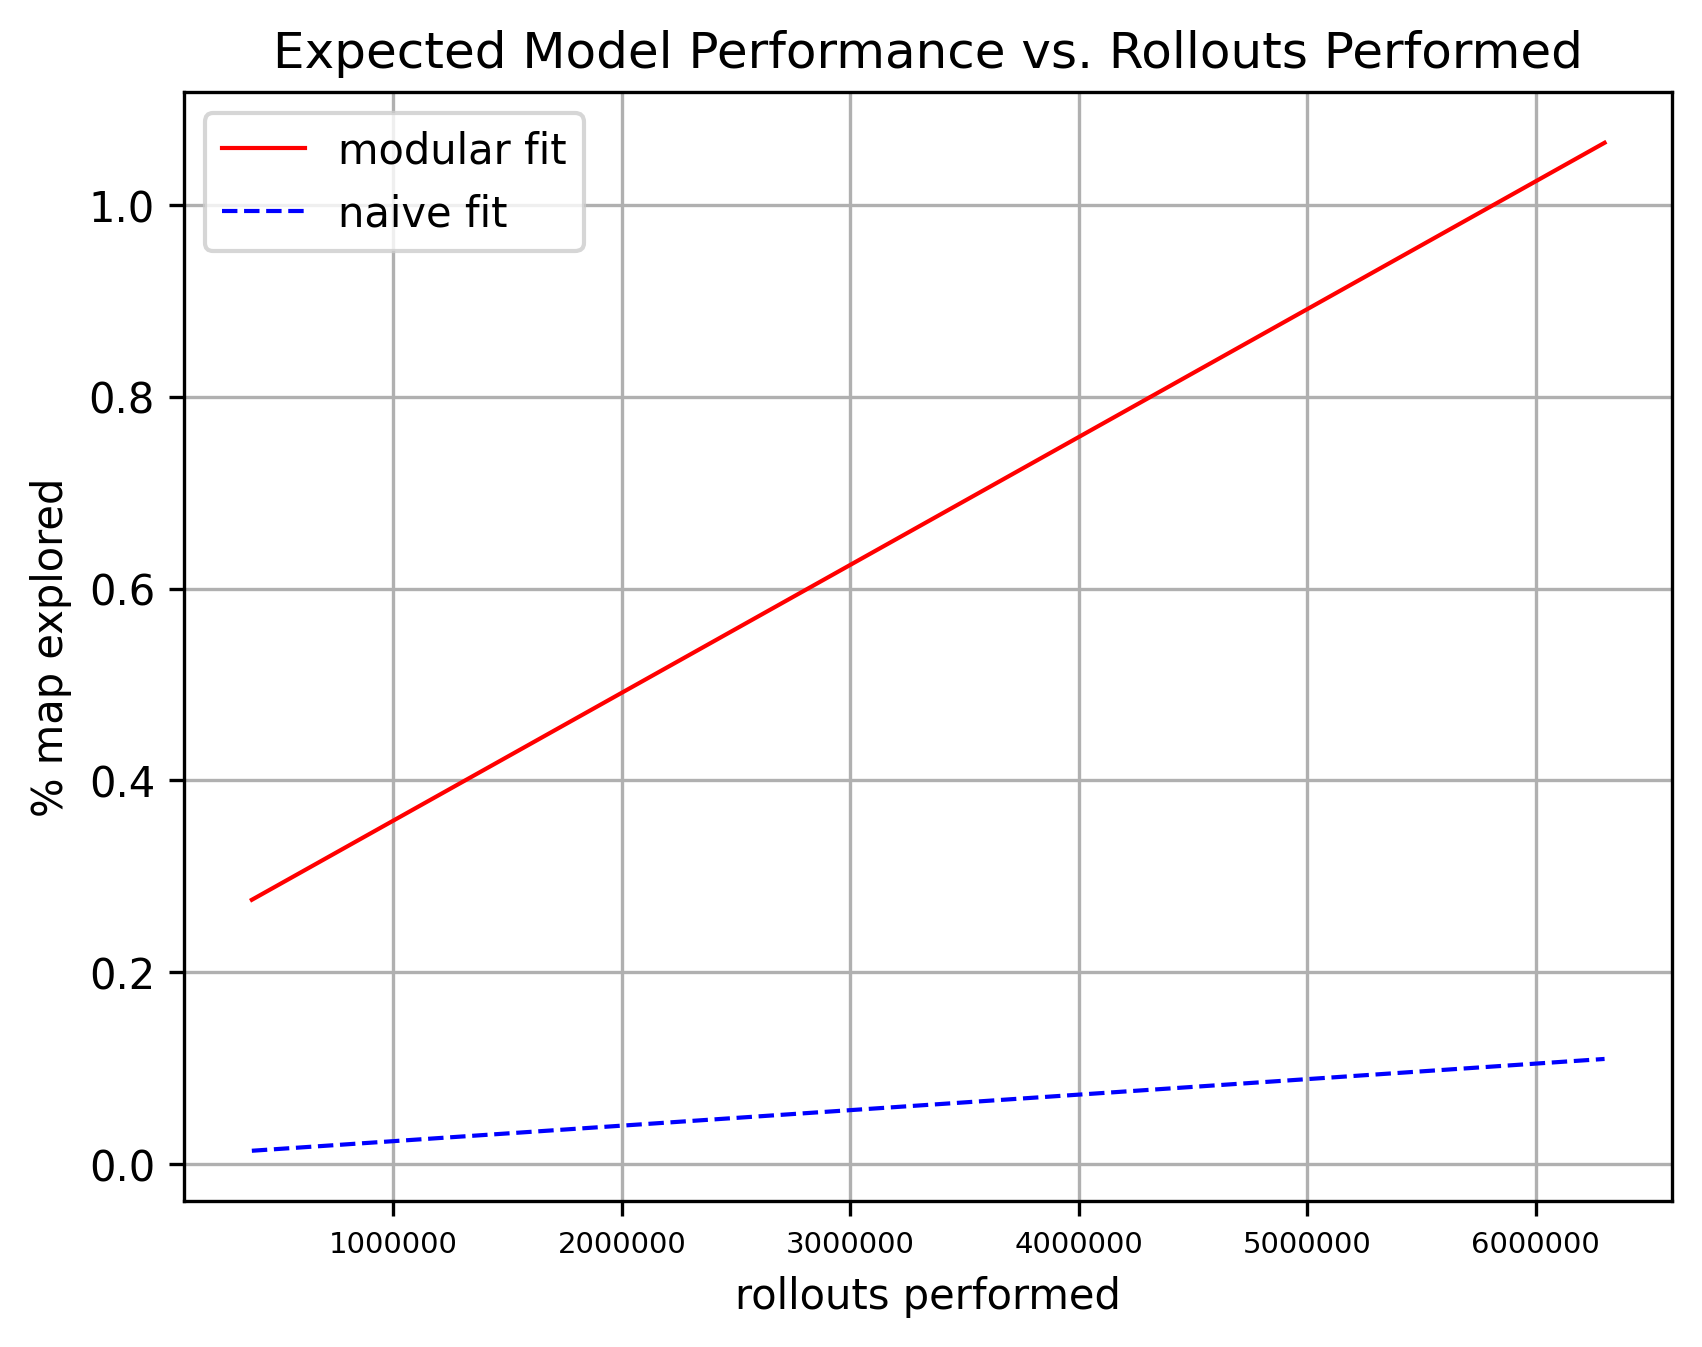 Expected Model Performance vs. Rollouts Performed
modular fit
naive fit
1.0
0.8
0.6
0.4
0.2
0.0
% map explored
1000000 2000000 3000000 4000000 5000000 6000000
rollouts performed